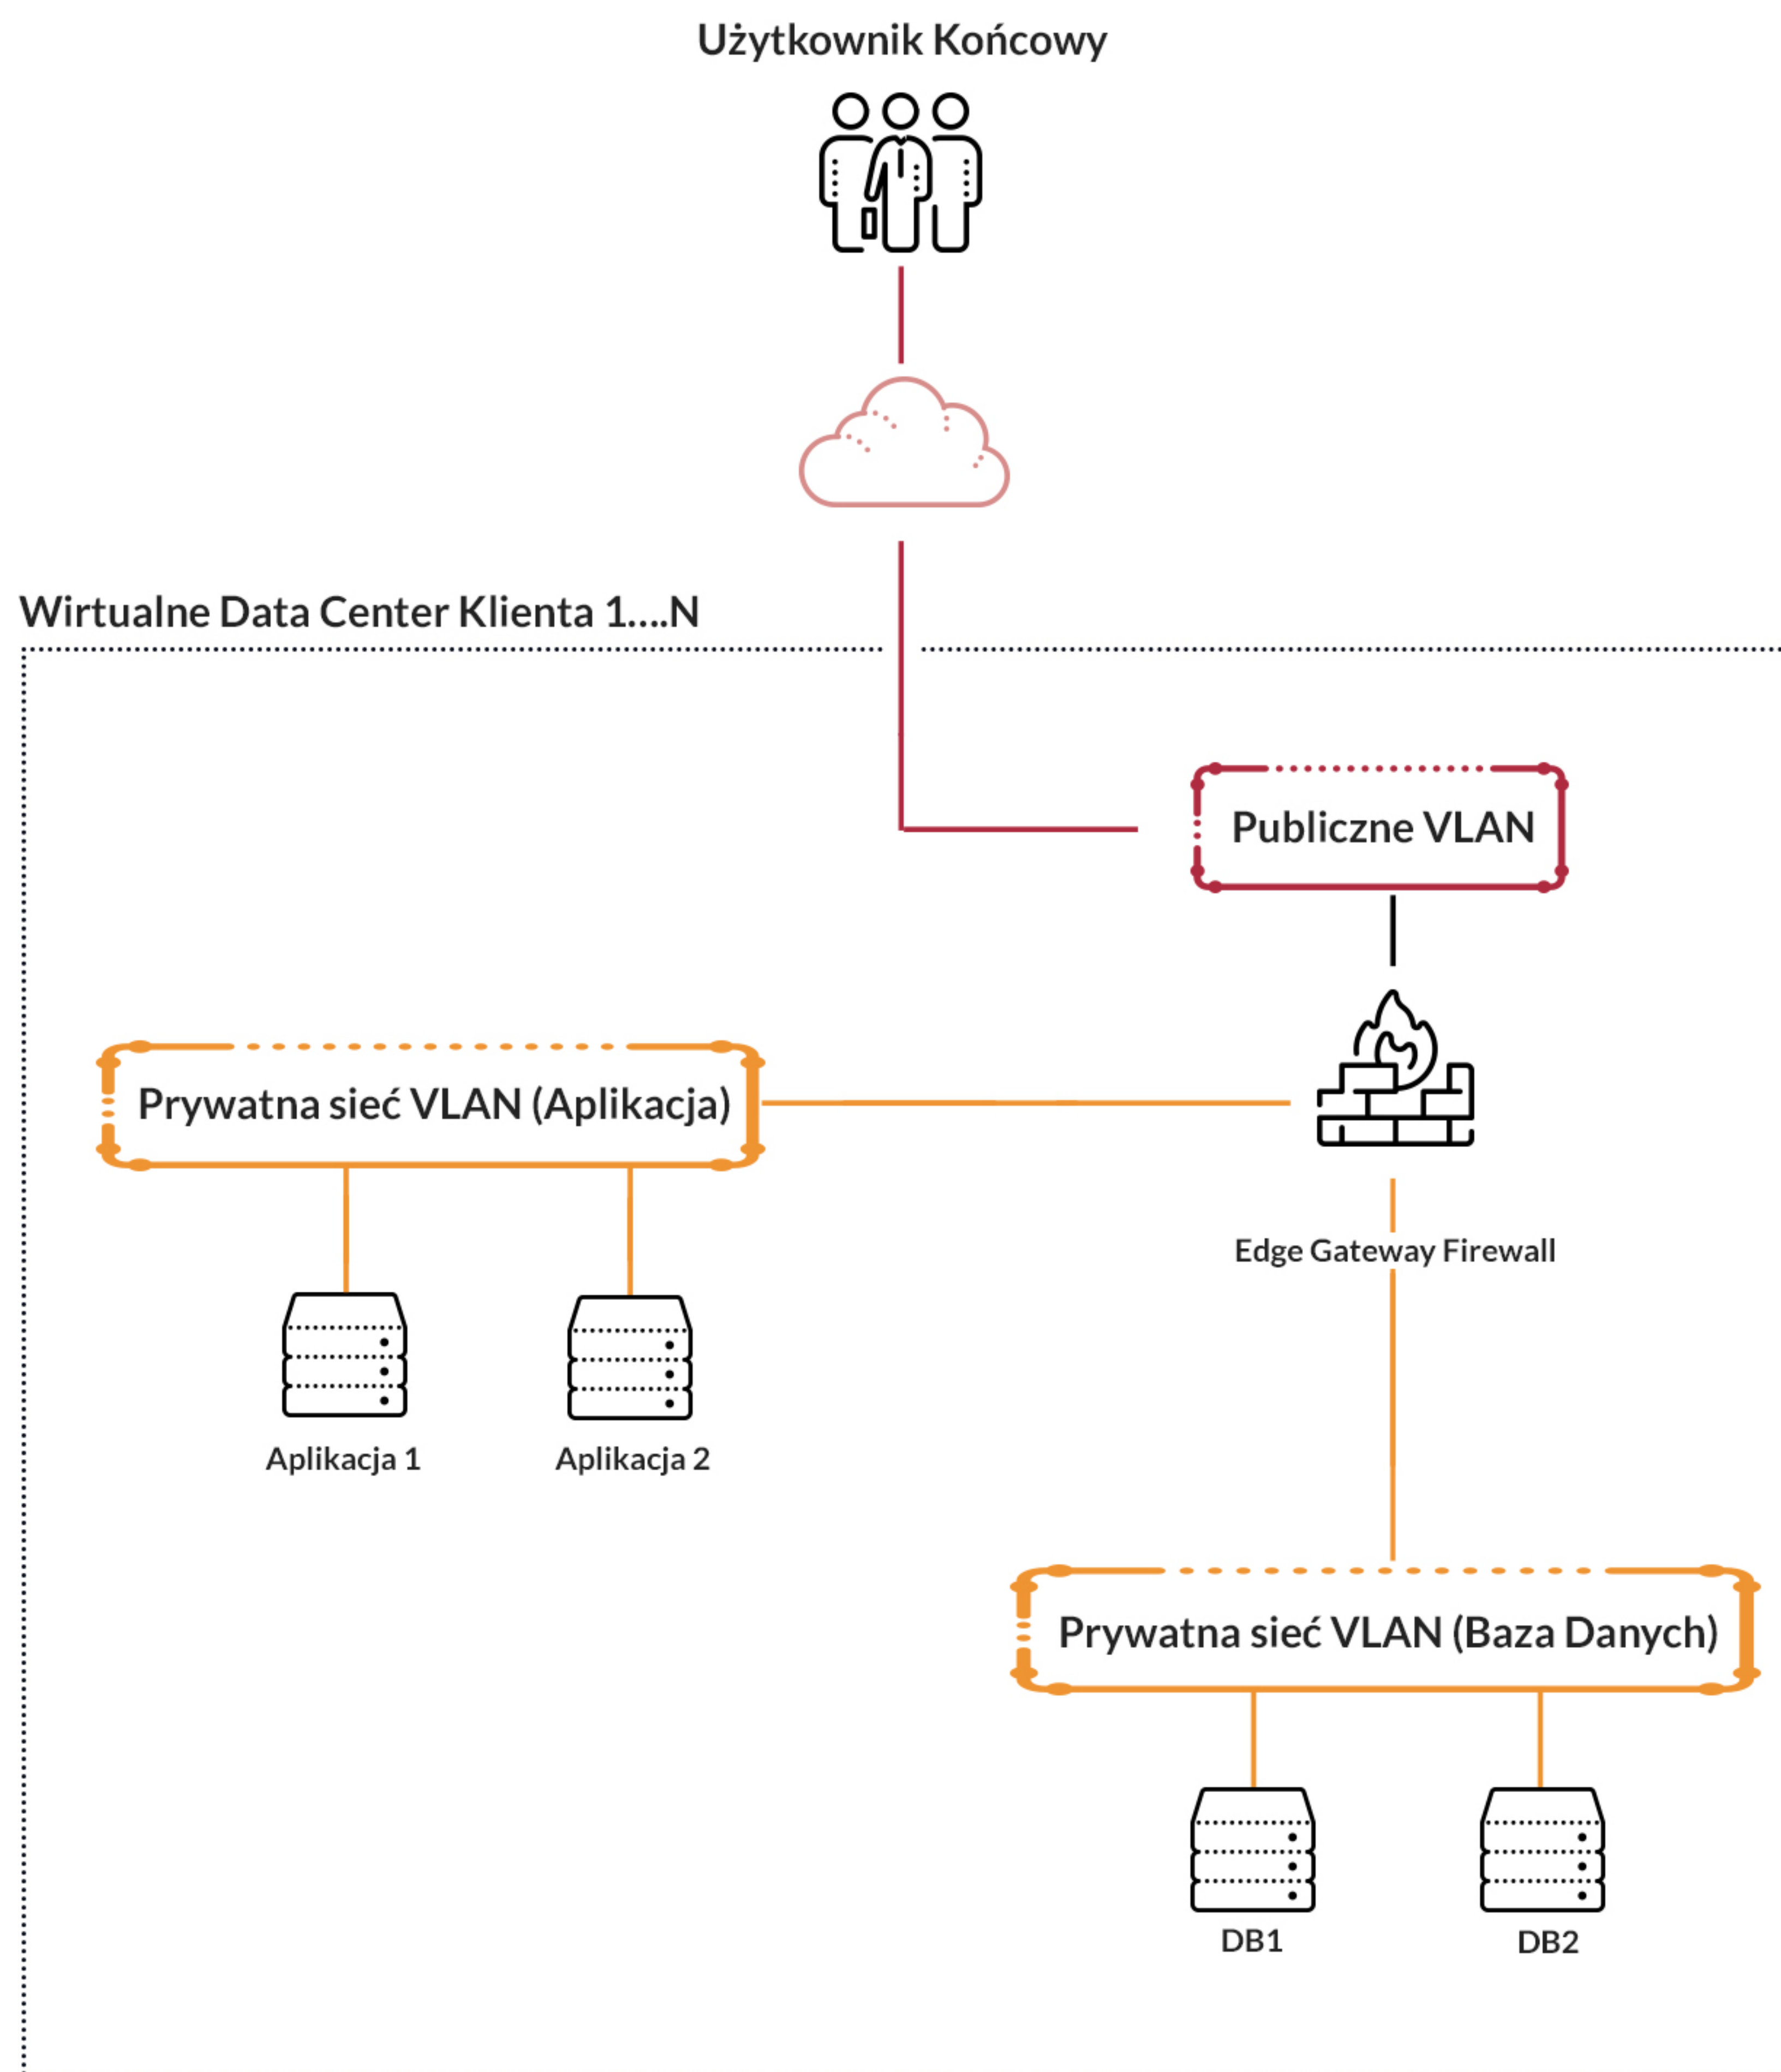 Użytkownik Końcowy
Wirtualne Data Center Klienta 1....N
Publiczne VLAN
Prywatna sieć VLAN (Aplikacja)
Edge Gateway Firewall
Aplikacja 1
Aplikacja 2
Prywatna sieć VLAN (Baza Danych)
DB1
DB2